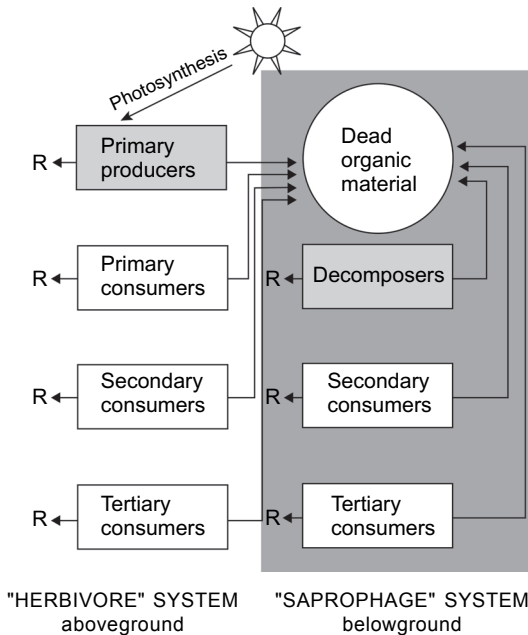 Photosynthesis
Dead
organic
material
R
Primary
producers
R
Primary
consumers
R
Decomposers
R
Secondary
consumers
R
Secondary
consumers
R
Tertiary
consumers
R
Tertiary
consumers
"HERBIVORE" SYSTEM
aboveground
"SAPROPHAGE" SYSTEM
belowground